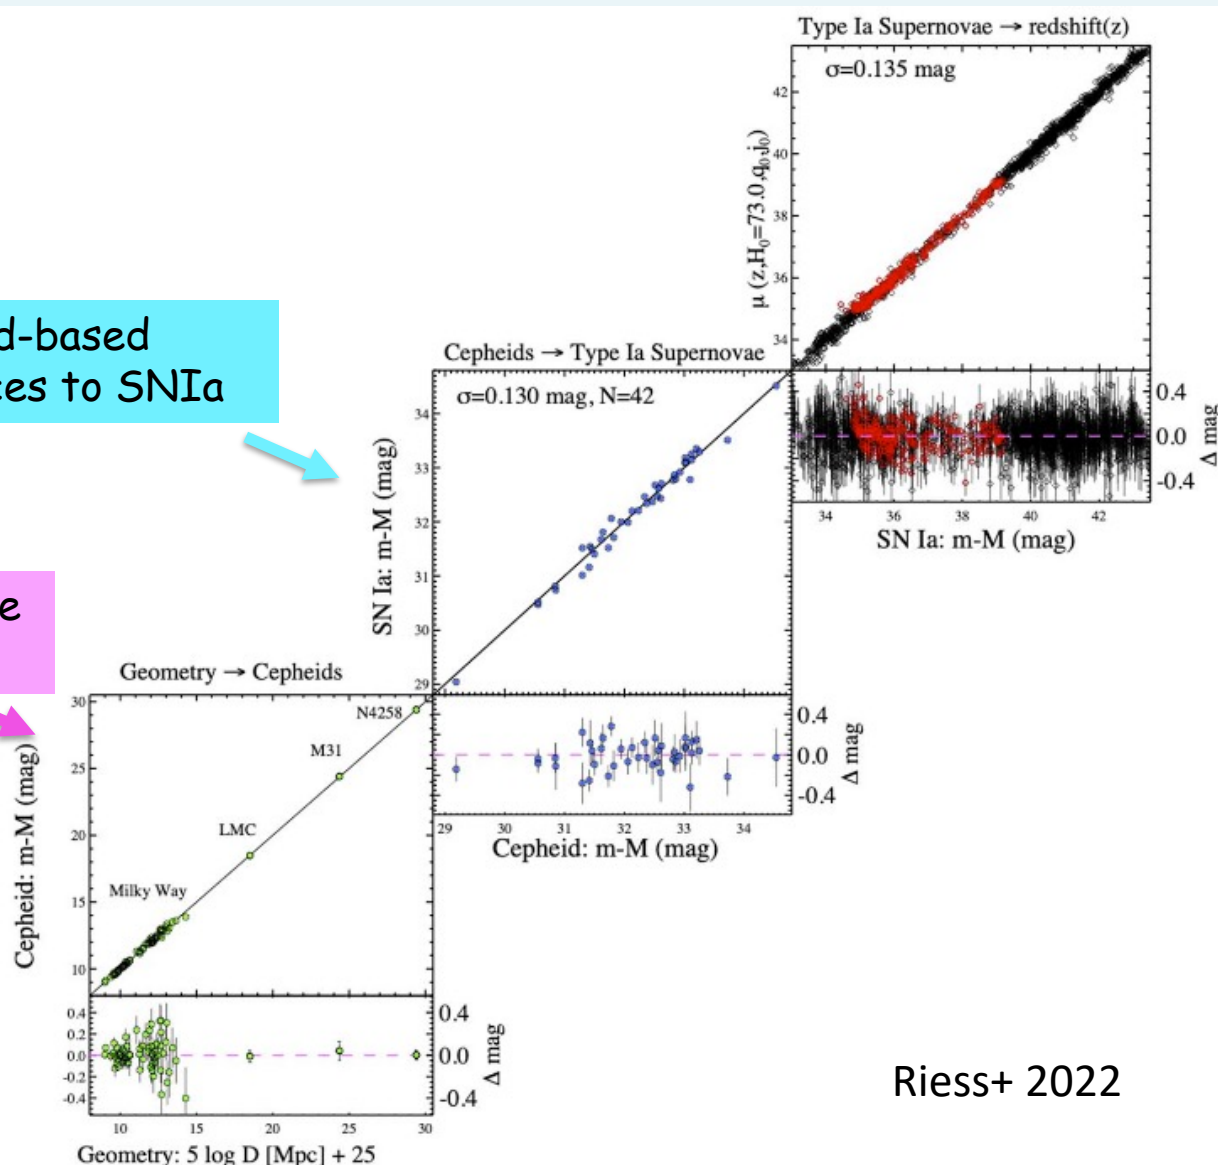 Type Ia Supernovae → redshift(z)
σ=0.135 mag
42
40
38
36
34
μ (z,H₀=73.0,q₀,j₀)
0.4
0.0
-0.4
Δ mag
34 36 38 40 42
SN Ia: m-M (mag)
d-based
ces to SNIa
Cepheids → Type Ia Supernovae
σ=0.130 mag, N=42
34
33
32
31
30
29
SN Ia: m-M (mag)
0.4
0.0
-0.4
Δ mag
29 30 31 32 33 34
Cepheid: m-M (mag)
e
Geometry → Cepheids
N4258
M31
LMC
Milky Way
30
25
20
15
10
Cepheid: m-M (mag)
0.4
0.2
0.0
-0.2
-0.4
0.4
0.0
-0.4
Δ mag
10 15 20 25 30
Geometry: 5 log D [Mpc] + 25
Riess+ 2022